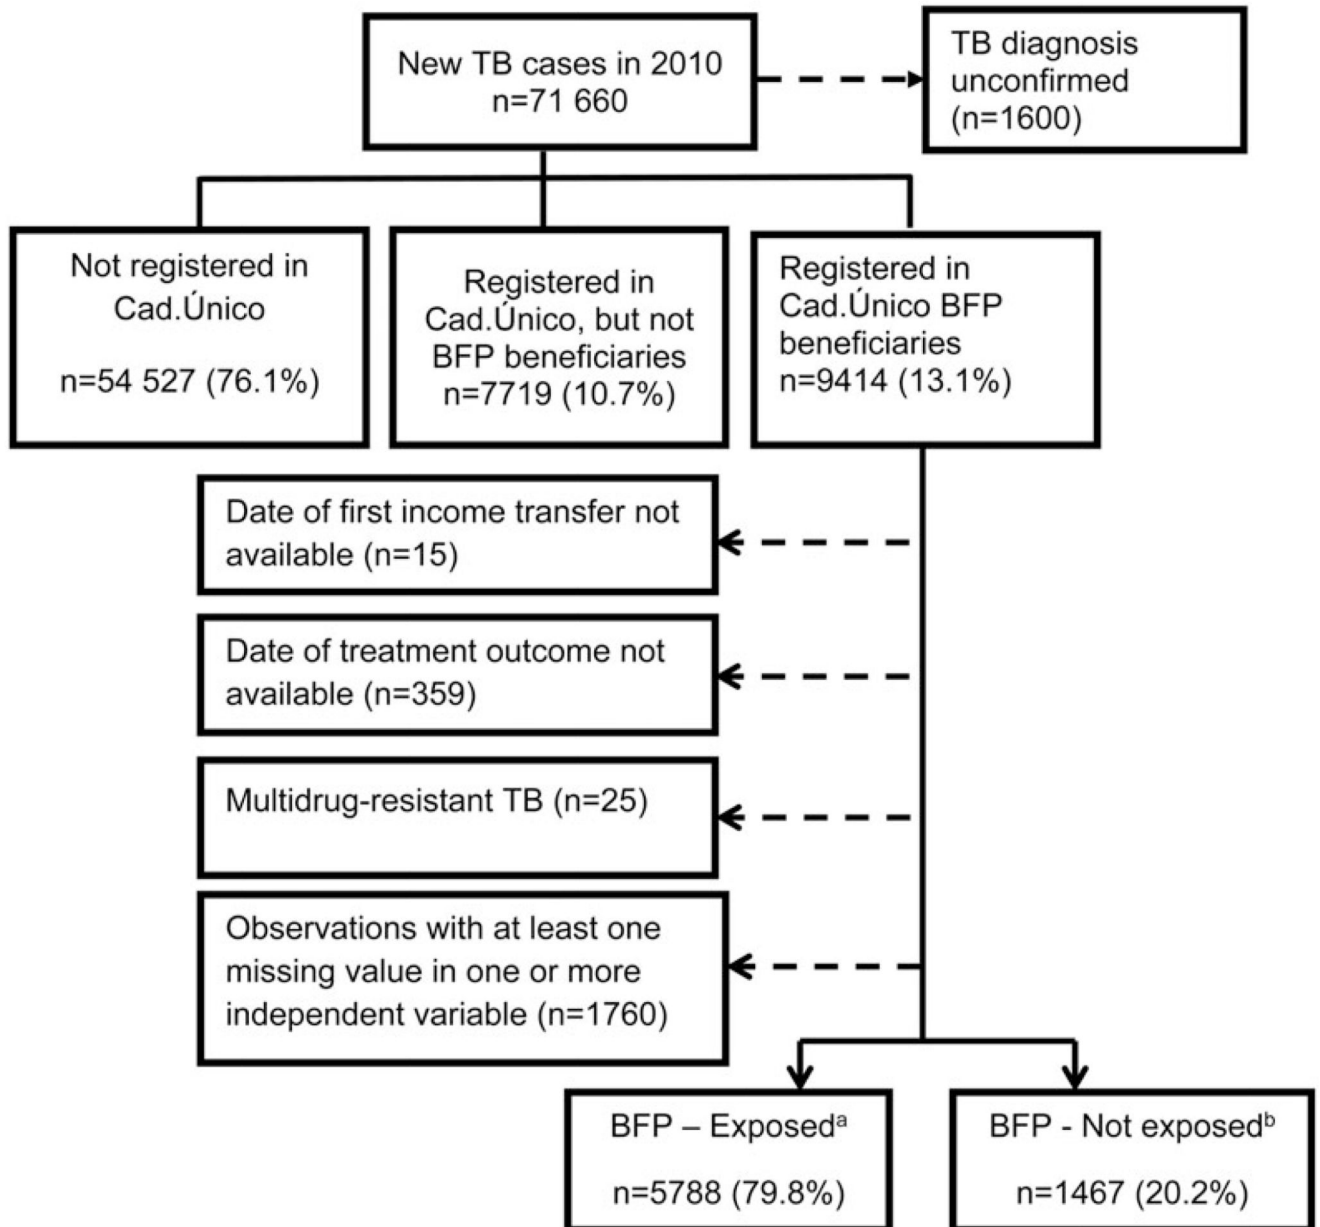 New TB cases in 2010
n=71 660
TB diagnosis
unconfirmed
(n=1600)
Not registered in
Cad.Único
n=54 527 (76.1%)
Registered in
Cad.Único, but not
BFP beneficiaries
n=7719 (10.7%)
Registered in
Cad.Único BFP
beneficiaries
n=9414 (13.1%)
Date of first income transfer not
available (n=15)
Date of treatment outcome not
available (n=359)
Multidrug-resistant TB (n=25)
Observations with at least one
missing value in one or more
independent variable (n=1760)
BFP – Exposedᵃ
n=5788 (79.8%)
BFP - Not exposedᵇ
n=1467 (20.2%)